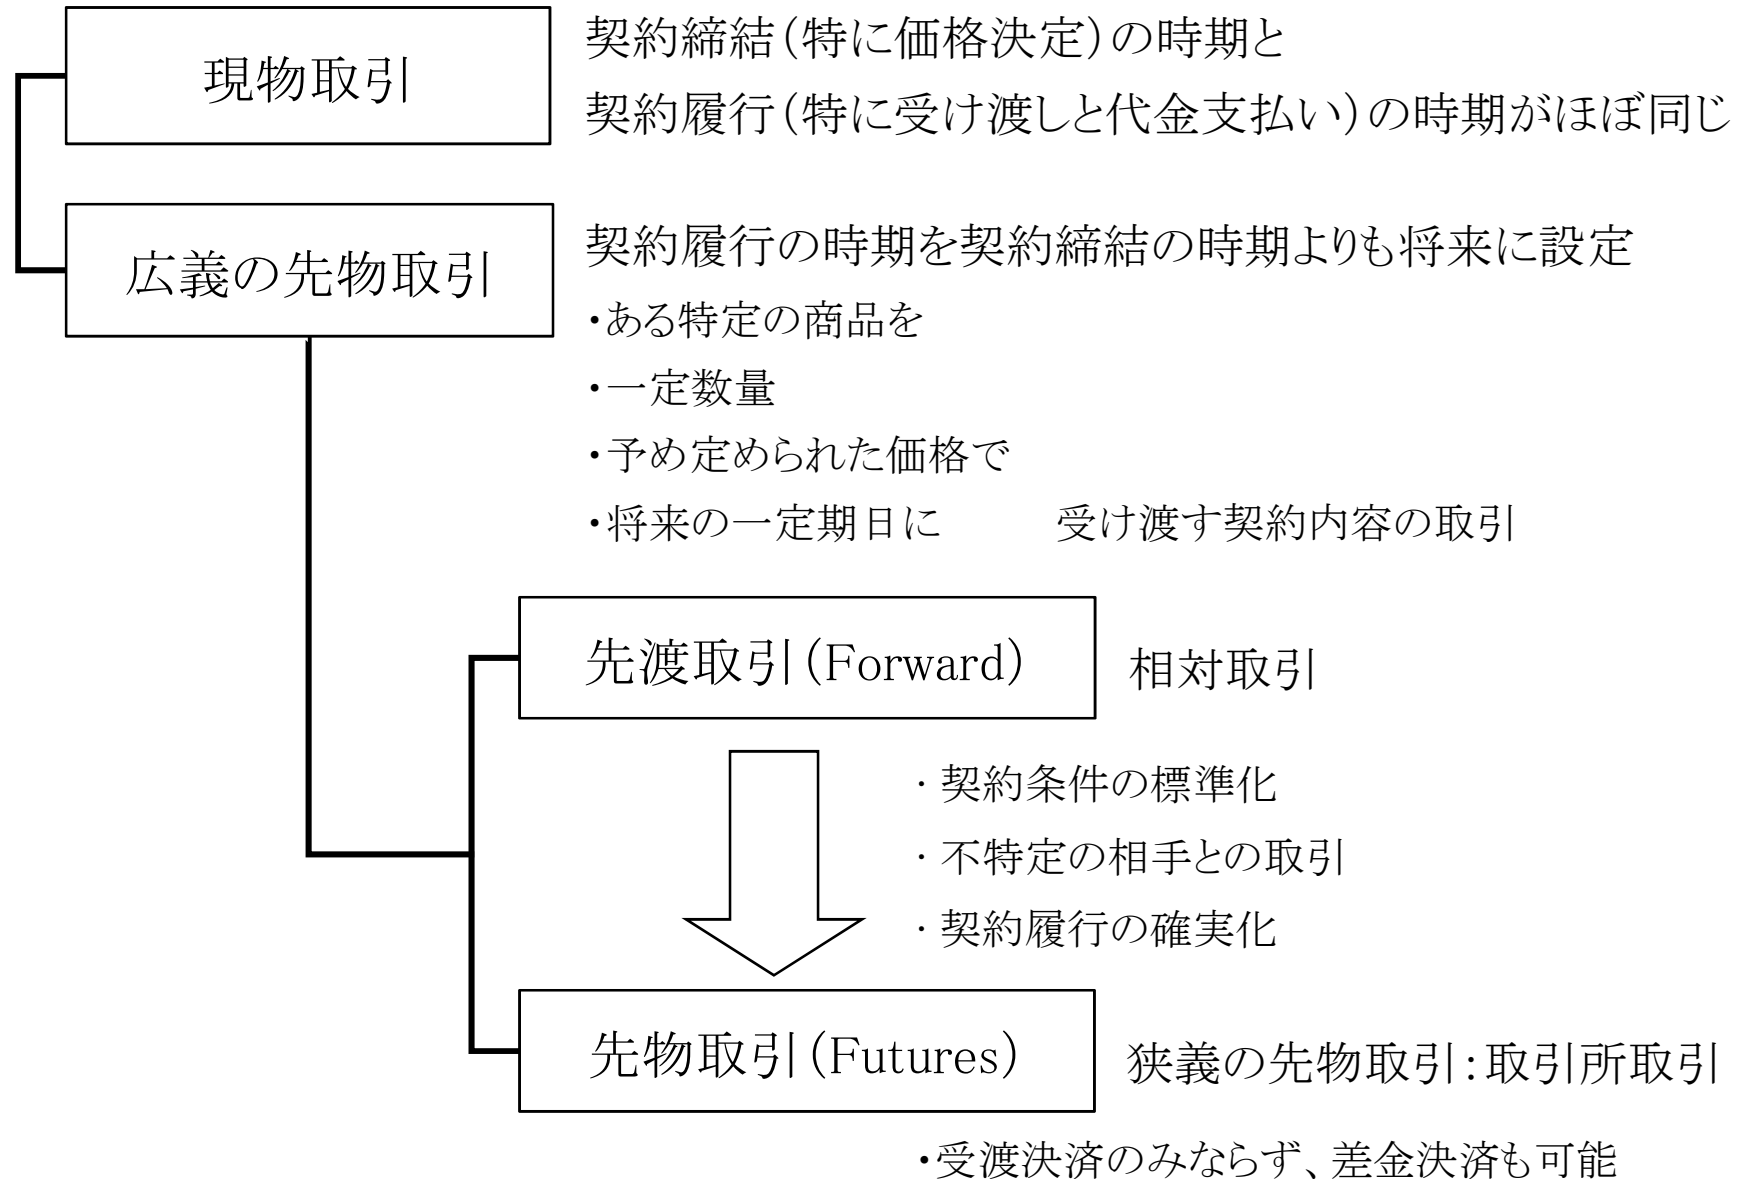 現物取引
契約締結(特に価格決定)の時期と
契約履行(特に受け渡しと代金支払い)の時期がほぼ同じ
広義の先物取引
契約履行の時期を契約締結の時期よりも将来に設定
・ある特定の商品を
・一定数量
・予め定められた価格で
・将来の一定期日に　　受け渡す契約内容の取引
先渡取引(Forward)
相対取引
・契約条件の標準化
・不特定の相手との取引
・契約履行の確実化
先物取引(Futures)
狭義の先物取引:取引所取引
・受渡決済のみならず、差金決済も可能